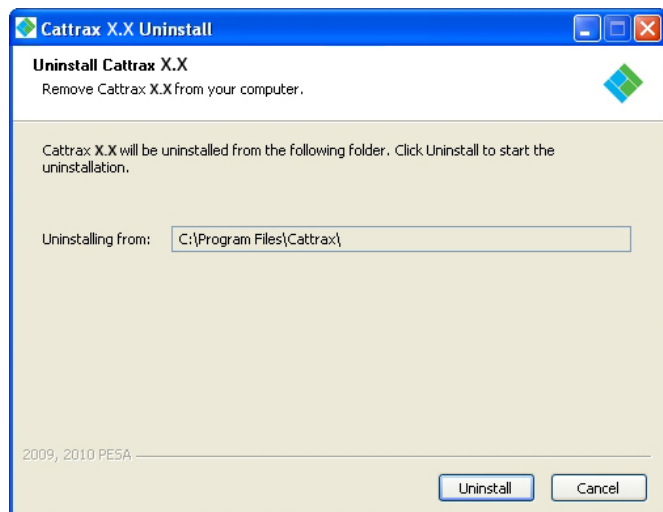 Cattrax X.X Uninstall
Uninstall Cattrax X.X
Remove Cattrax X.X from your computer.
Cattrax X.X will be uninstalled from the following folder. Click Uninstall to start the
uninstallation.
Uninstalling from: C:\Program Files\Cattrax\
2009, 2010 PESA
Uninstall Cancel